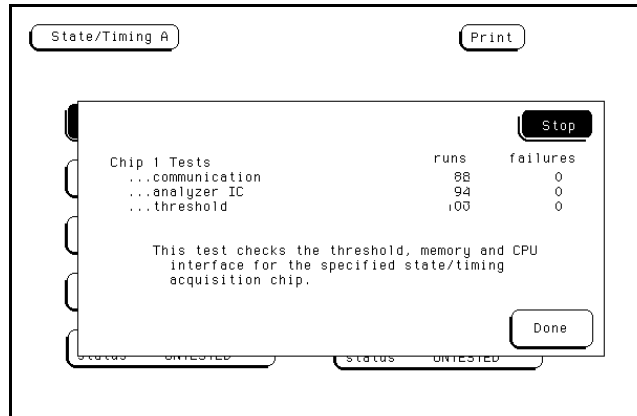 State/Timing A Print
Stop
Chip 1 Tests runs failures
...communication 88 0
...analyzer IC 94 0
...threshold 100 0
This test checks the threshold, memory and CPU
interface for the specified state/timing
acquisition chip.
Done
status UNTESTED status UNTESTED